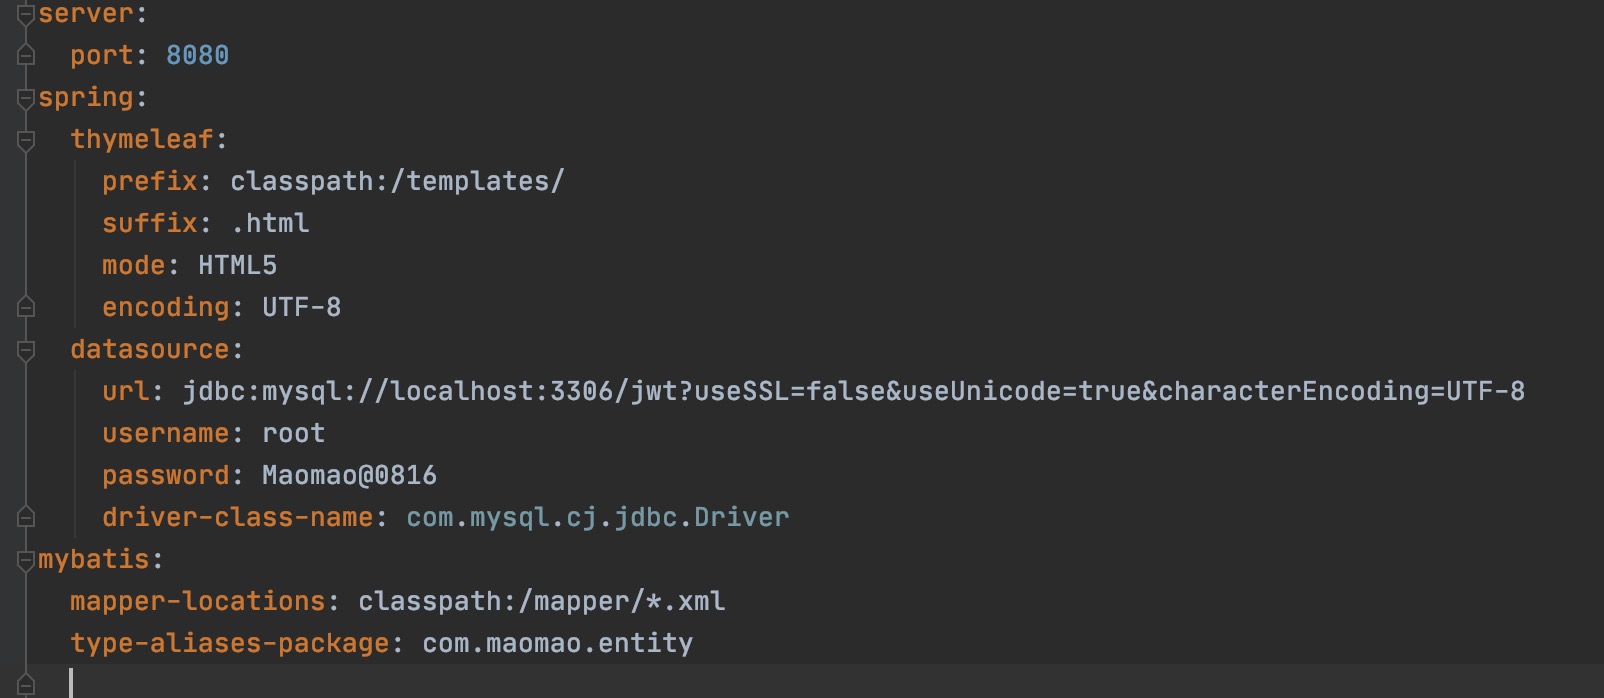 server:
  port: 8080
spring:
  thymeleaf:
    prefix: classpath:/templates/
    suffix: .html
    mode: HTML5
    encoding: UTF-8
  datasource:
    url: jdbc:mysql://localhost:3306/jwt?useSSL=false&useUnicode=true&characterEncoding=UTF-8
    username: root
    password: Maomao@0816
    driver-class-name: com.mysql.cj.jdbc.Driver
mybatis:
  mapper-locations: classpath:/mapper/*.xml
  type-aliases-package: com.maomao.entity